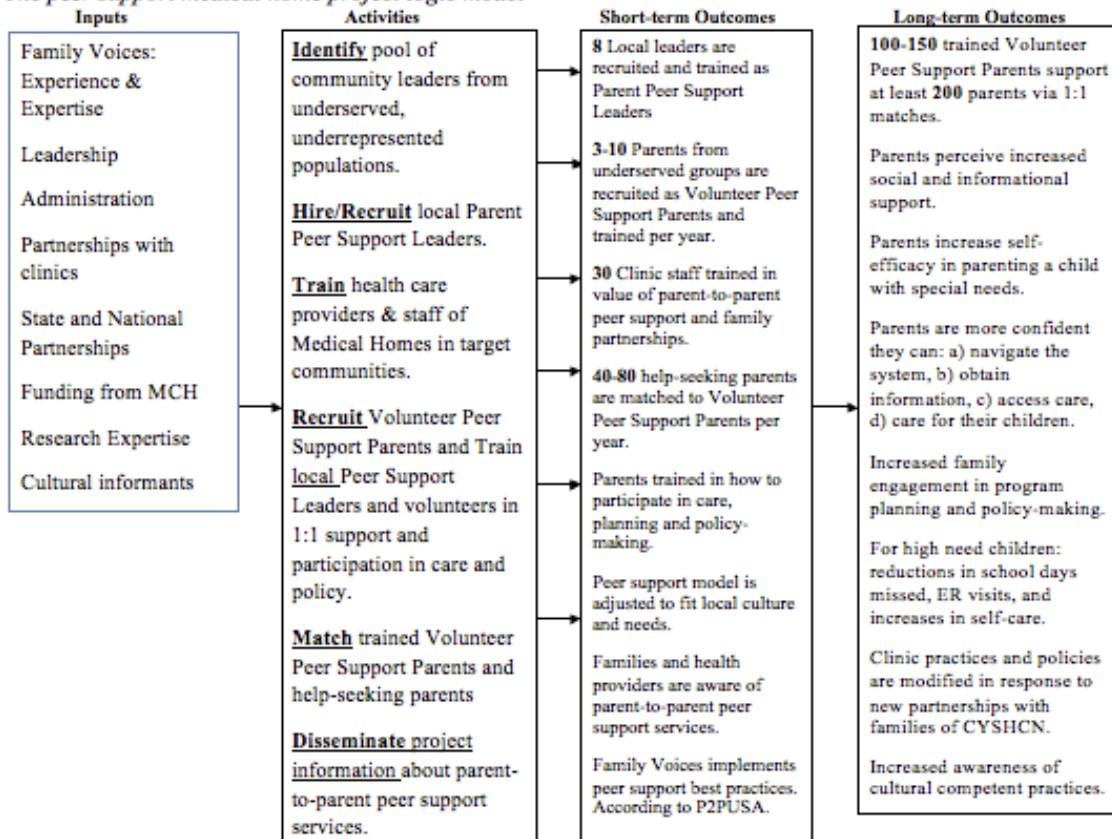 The peer support medical home project logic model
Inputs
Family Voices:
Experience &
Expertise
Leadership
Administration
Partnerships with
clinics
State and National
Partnerships
Funding from MCH
Research Expertise
Cultural informants
Activities
Identify pool of
community leaders from
underserved,
underrepresented
populations.
Hire/Recruit local Parent
Peer Support Leaders.
Train health care
providers & staff of
Medical Homes in target
communities.
Recruit Volunteer Peer
Support Parents and Train
local Peer Support
Leaders and volunteers in
1:1 support and
participation in care and
policy.
Match trained Volunteer
Peer Support Parents and
help-seeking parents
Disseminate project
information about parent-
to-parent peer support
services.
Short-term Outcomes
8 Local leaders are
recruited and trained as
Parent Peer Support
Leaders
3-10 Parents from
underserved groups are
recruited as Volunteer Peer
Support Parents and
trained per year.
30 Clinic staff trained in
value of parent-to-parent
peer support and family
partnerships.
40-80 help-seeking parents
are matched to Volunteer
Peer Support Parents per
year.
Parents trained in how to
participate in care,
planning and policy-
making.
Peer support model is
adjusted to fit local culture
and needs.
Families and health
providers are aware of
parent-to-parent peer
support services.
Family Voices implements
peer support best practices.
According to P2PUSA.
Long-term Outcomes
100-150 trained Volunteer
Peer Support Parents support
at least 200 parents via 1:1
matches.
Parents perceive increased
social and informational
support.
Parents increase self-
efficacy in parenting a child
with special needs.
Parents are more confident
they can: a) navigate the
system, b) obtain
information, c) access care,
d) care for their children.
Increased family
engagement in program
planning and policy-making.
For high need children:
reductions in school days
missed, ER visits, and
increases in self-care.
Clinic practices and policies
are modified in response to
new partnerships with
families of CYSHCN.
Increased awareness of
cultural competent practices.